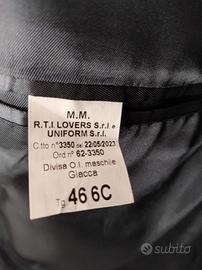 M.M.
R.T.I LOVERS S.r.l. e
UNIFORM S.r.l.
C.tto n°3350 del 22/05/2023
Ord n° 62-3350
Divisa O.I. maschile
Giacca
Tg 46 6C
subito